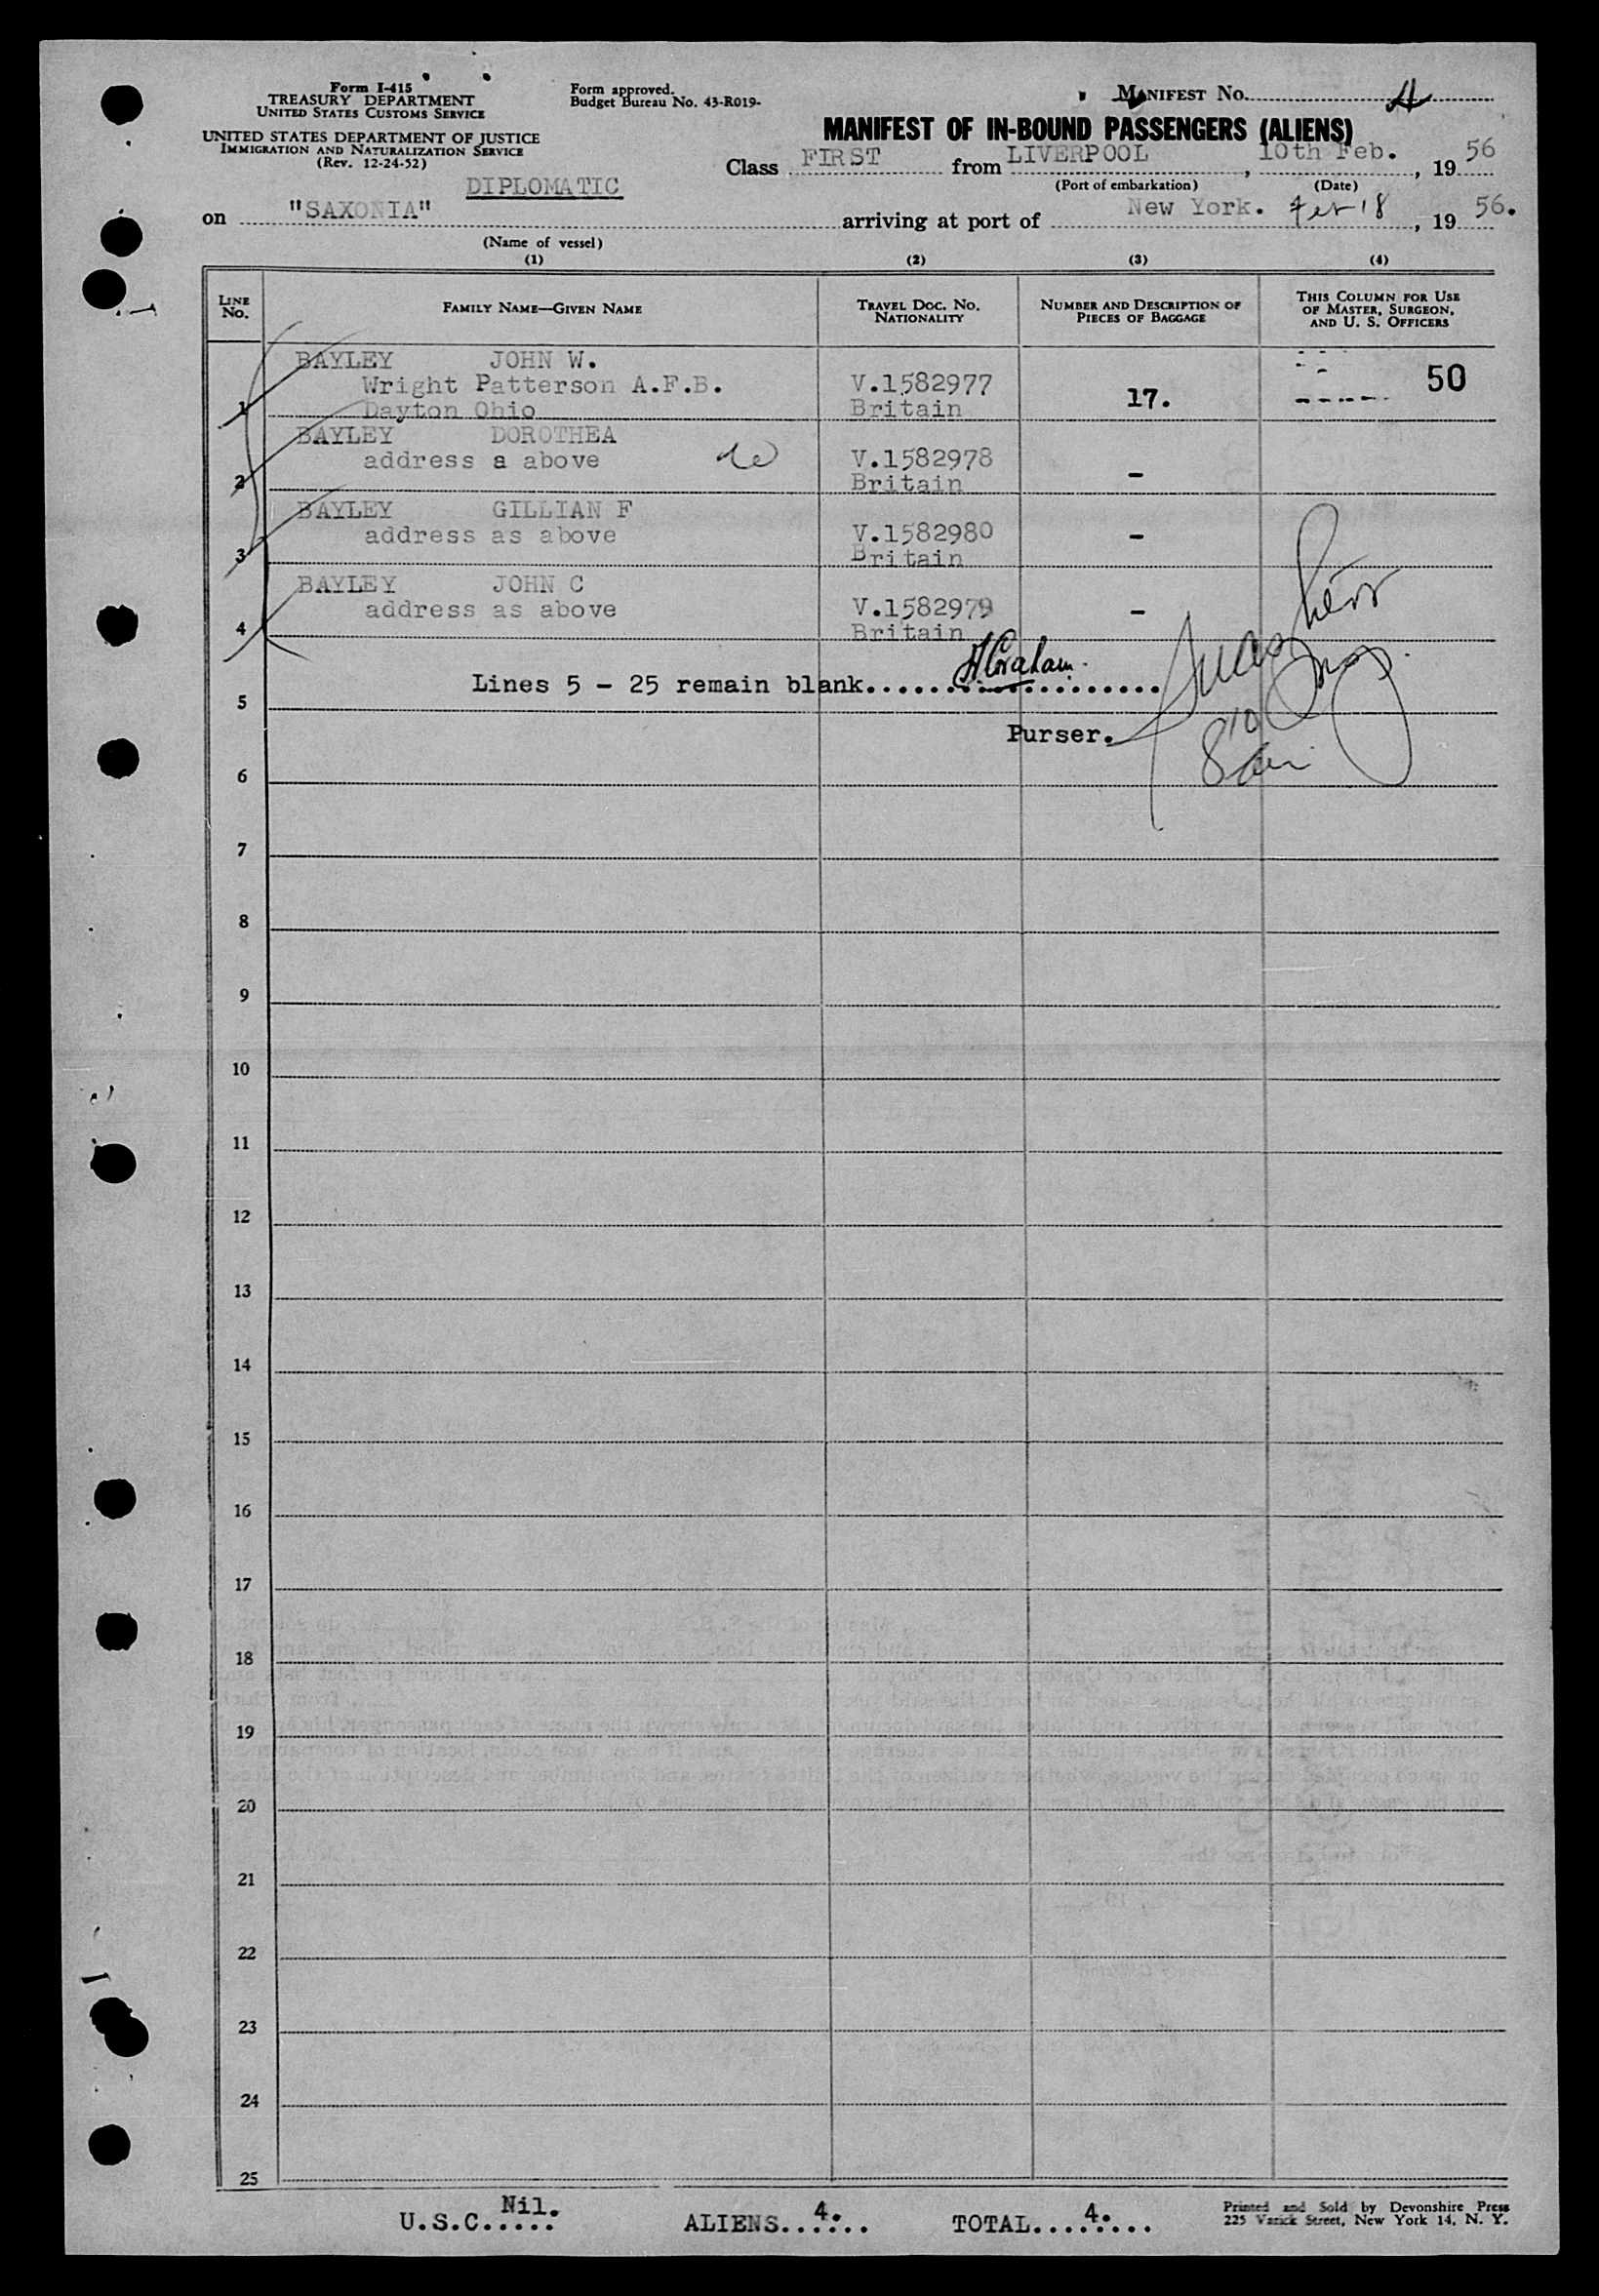 Form I-415
TREASURY DEPARTMENT
UNITED STATES CUSTOMS SERVICE
UNITED STATES DEPARTMENT OF JUSTICE
IMMIGRATION AND NATURALIZATION SERVICE
(Rev. 12-24-52)
Form approved.
Budget Bureau No. 43-R019-
MANIFEST No. 4
MANIFEST OF IN-BOUND PASSENGERS (ALIENS)
Class FIRST from LIVERPOOL, 10th Feb., 19 56
(Port of embarkation) (Date)
DIPLOMATIC
on "SAXONIA" arriving at port of New York. Feb 18, 19 56.
(Name of vessel)
(1) (2) (3) (4)
LINE No. FAMILY NAME—GIVEN NAME TRAVEL DOC. No. NATIONALITY NUMBER AND DESCRIPTION OF PIECES OF BAGGAGE THIS COLUMN FOR USE OF MASTER, SURGEON, AND U. S. OFFICERS
BAYLEY JOHN W.
Wright Patterson A.F.B. V.1582977 50
1 Dayton Ohio Britain 17.
BAYLEY DOROTHEA
address a above V.1582978
2 Britain -
BAYLEY GILLIAN F
address as above V.1582980 -
3 Britain
BAYLEY JOHN C
address as above V.1582979 -
4 Britain
Lines 5 - 25 remain blank.................... H Graham.
5
Purser.
6
7
8
9
10
11
12
13
14
15
16
17
18
19
20
21
22
23
24
25
U.S.C..... Nil. ALIENS....... 4. TOTAL........ 4.
Printed and Sold by Devonshire Press
225 Varick Street, New York 14, N. Y.